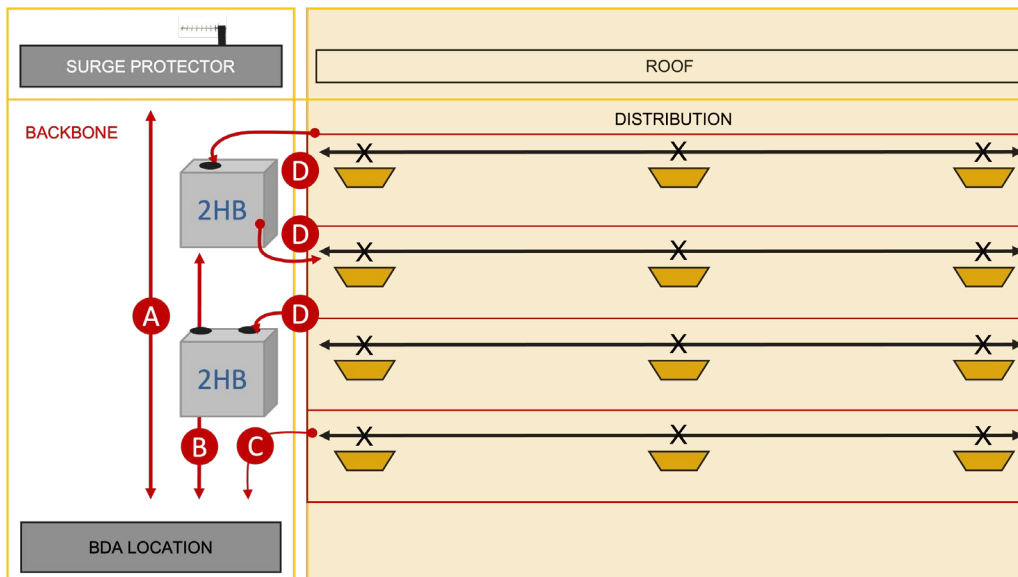 SURGE PROTECTOR
ROOF
BACKBONE
DISTRIBUTION
X X X
D
2HB
D
X X X
A
D
2HB
X X X
B
C
X X X
BDA LOCATION